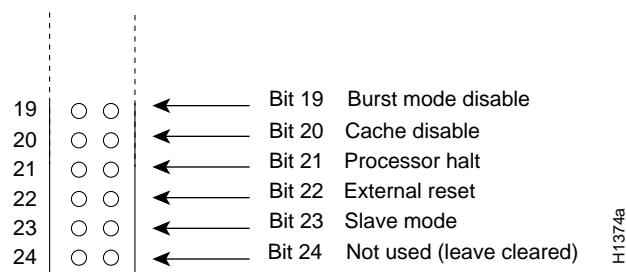 19 Bit 19 Burst mode disable
20 Bit 20 Cache disable
21 Bit 21 Processor halt
22 Bit 22 External reset
23 Bit 23 Slave mode
24 Bit 24 Not used (leave cleared)
H1374a